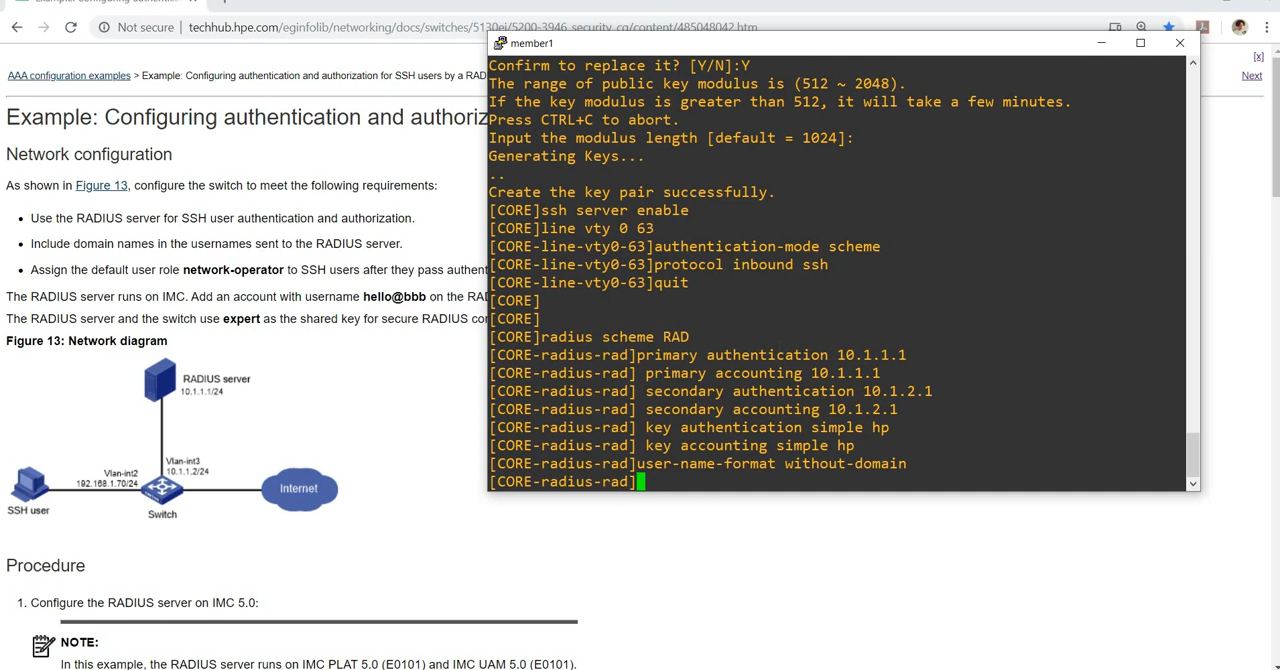 Not secure | techhub.hpe.com/eginfolib/networking/docs/switches/5130ei/5200-3946_security_cg/content/485048042.htm
member1
[x]
Next
AAA configuration examples > Example: Configuring authentication and authorization for SSH users by a RAD
Example: Configuring authentication and authoriz
Network configuration
As shown in Figure 13, configure the switch to meet the following requirements:
• Use the RADIUS server for SSH user authentication and authorization.
• Include domain names in the usernames sent to the RADIUS server.
• Assign the default user role network-operator to SSH users after they pass authent
The RADIUS server runs on IMC. Add an account with username hello@bbb on the RAD
The RADIUS server and the switch use expert as the shared key for secure RADIUS co
Figure 13: Network diagram
RADIUS server
10.1.1.1/24
Vlan-int3
10.1.1.2/24
Vlan-int2
192.168.1.70/24
Internet
SSH user
Switch
Procedure
1. Configure the RADIUS server on IMC 5.0:
NOTE:
In this example, the RADIUS server runs on IMC PLAT 5.0 (E0101) and IMC UAM 5.0 (E0101).
Confirm to replace it? [Y/N]:Y
The range of public key modulus is (512 ~ 2048).
If the key modulus is greater than 512, it will take a few minutes.
Press CTRL+C to abort.
Input the modulus length [default = 1024]:
Generating Keys...
..
Create the key pair successfully.
[CORE]ssh server enable
[CORE]line vty 0 63
[CORE-line-vty0-63]authentication-mode scheme
[CORE-line-vty0-63]protocol inbound ssh
[CORE-line-vty0-63]quit
[CORE]
[CORE]
[CORE]radius scheme RAD
[CORE-radius-rad]primary authentication 10.1.1.1
[CORE-radius-rad] primary accounting 10.1.1.1
[CORE-radius-rad] secondary authentication 10.1.2.1
[CORE-radius-rad] secondary accounting 10.1.2.1
[CORE-radius-rad] key authentication simple hp
[CORE-radius-rad] key accounting simple hp
[CORE-radius-rad]user-name-format without-domain
[CORE-radius-rad]